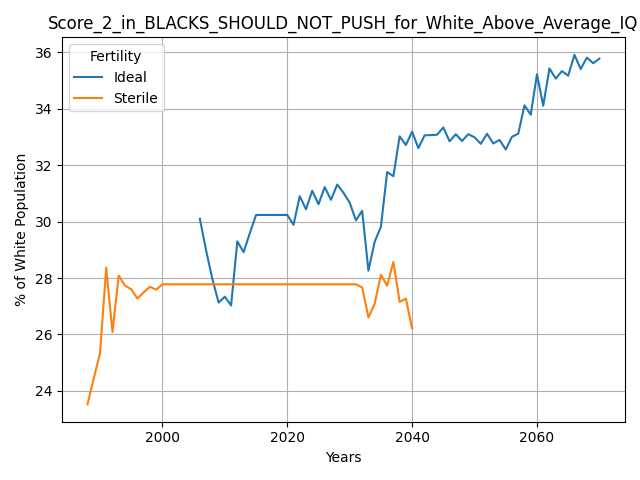 Score_2_in_BLACKS_SHOULD_NOT_PUSH_for_White_Above_Average_IQ
36
34
32
30
28
26
24
% of White Population
Fertility
Ideal
Sterile
2000
2020
2040
2060
Years